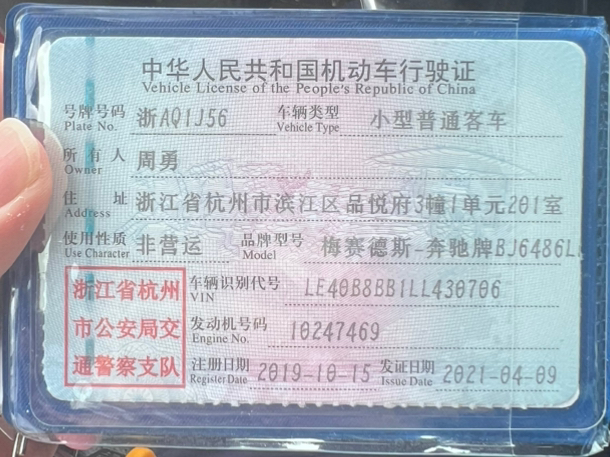 中华人民共和国机动车行驶证
Vehicle License of the People's Republic of China
号牌号码 浙AQ1J56 车辆类型 小型普通客车
Plate No. Vehicle Type
所有人 周勇
Owner
住址 浙江省杭州市滨江区品悦府3幢1单元201室
Address
使用性质 非营运 品牌型号 梅赛德斯-奔驰牌BJ6486L
Use Character Model
浙江省杭州
市公安局交
通警察支队
车辆识别代号 LE40B8BB1LL430706
VIN
发动机号码 10247469
Engine No.
注册日期 2019-10-15 发证日期 2021-04-09
Register Date Issue Date